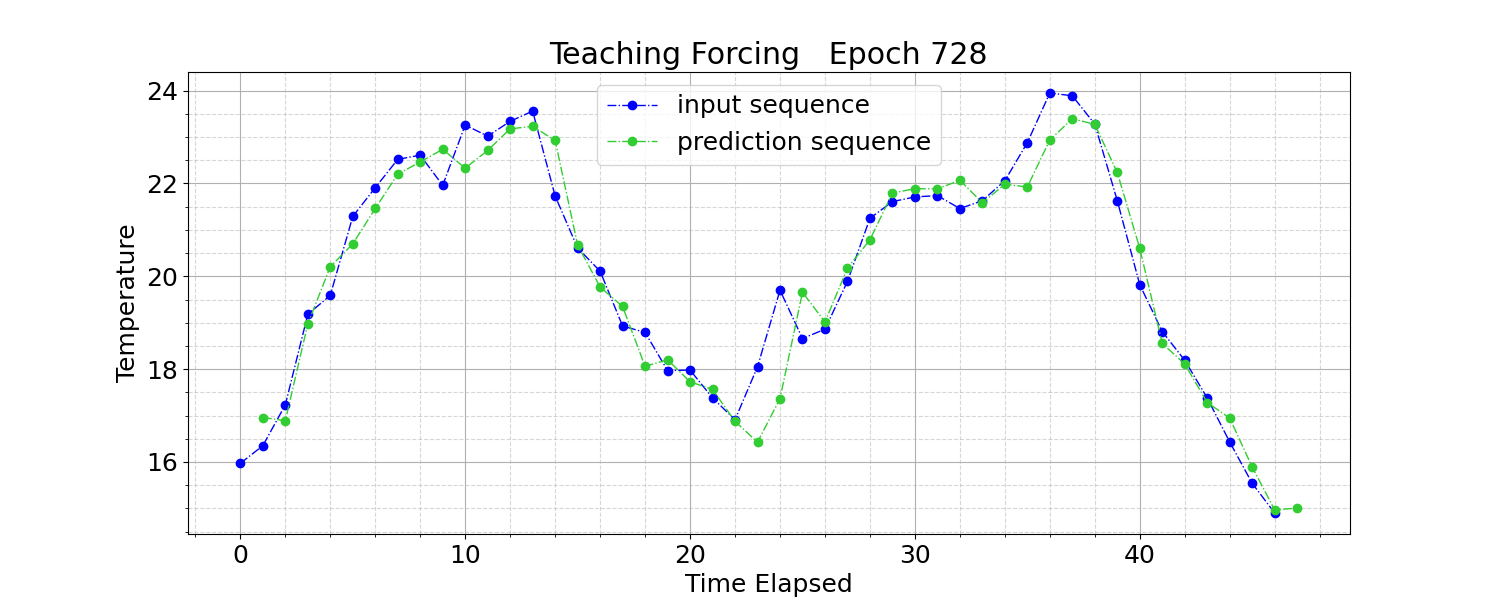 Teaching Forcing   Epoch 728
input sequence
prediction sequence
24
22
20
18
16
Temperature
0
10
20
30
40
Time Elapsed